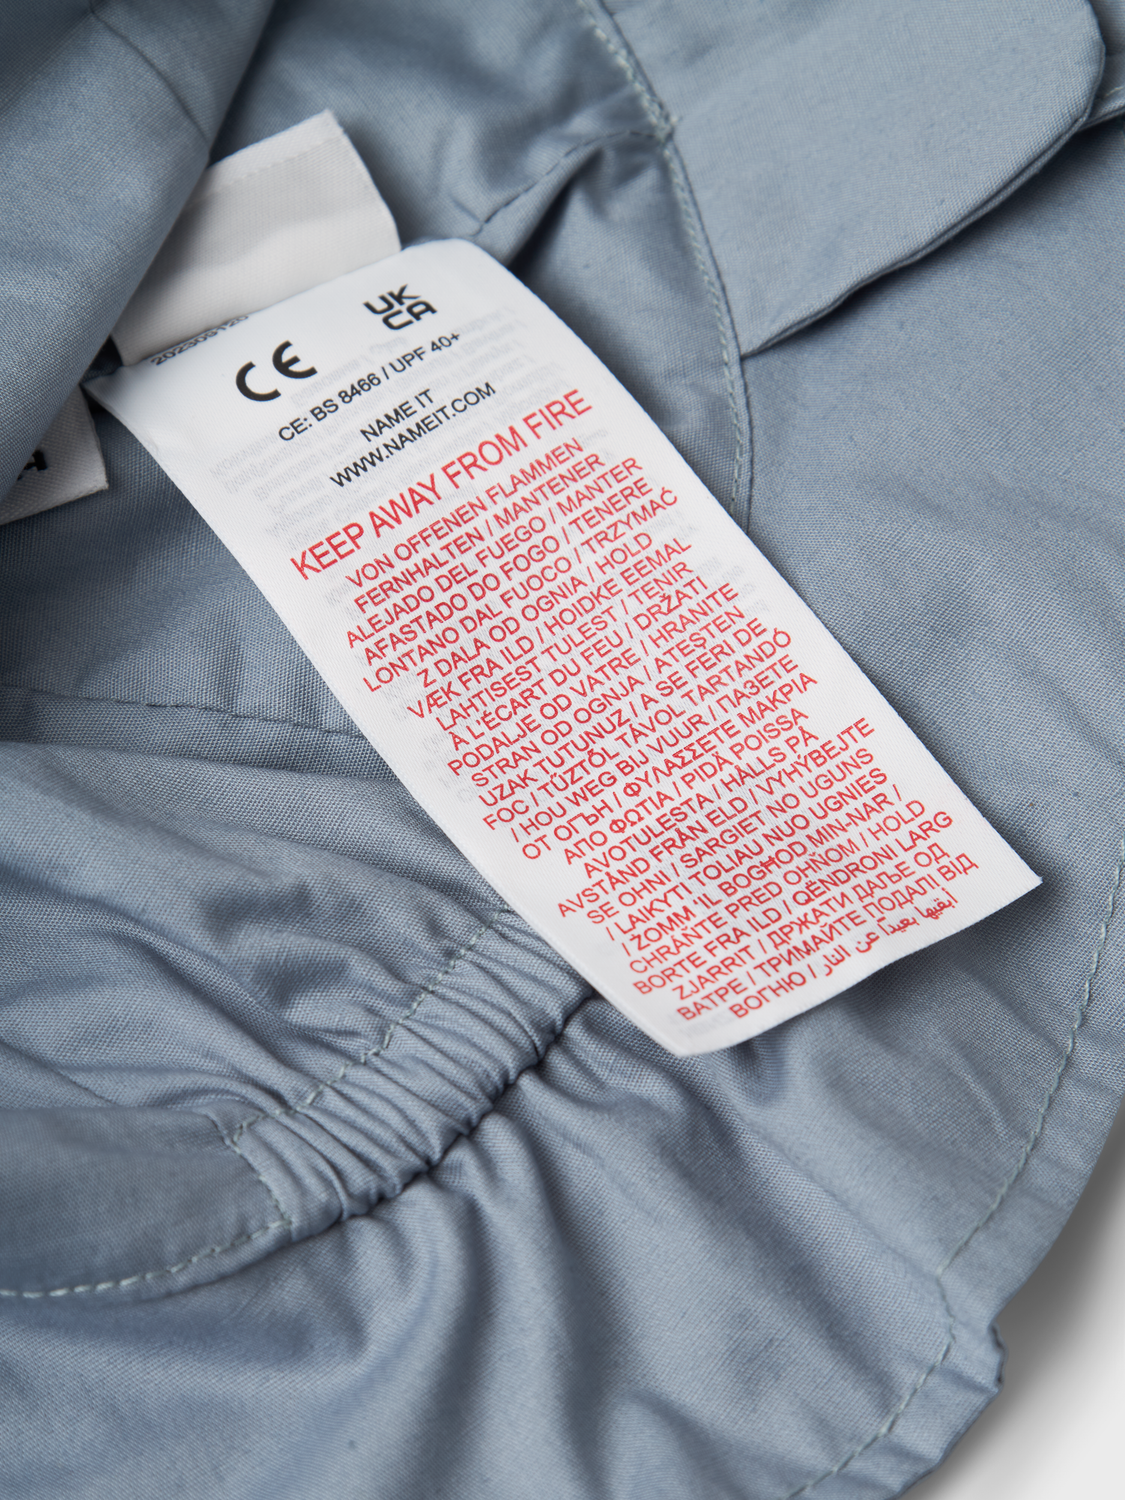 UK
CA
CE
CE: BS 8466 / UPF 40+
NAME IT
WWW.NAMEIT.COM
KEEP AWAY FROM FIRE
VON OFFENEN FLAMMEN
FERNHALTEN / MANTENER
ALEJADO DEL FUEGO / MANTER
AFASTADO DO FOGO / TENERE
LONTANO DAL FUOCO / TRZYMAĆ
Z DALA OD OGNIA / HOLD
VÆK FRA ILD / HOIDKE EEMAL
LAHTISEST TULEST / TENIR
À L'ÉCART DU FEU / DRŽATI
PODALJE OD VATRE / HRANITE
STRAN OD OGNJA / ATEŞTEN
UZAK TUTUNUZ / A SE FERI DE
FOC / TŰZTŐL TÁVOL TARTANDÓ
/ HOU WEG BIJ VUUR / ПАЗЕТЕ
ОТ ОГЪН / ΦΥΛΑΣΣΕΤΕ ΜΑΚΡΙΑ
ΑΠΟ ΦΩΤΙΑ / PIDÄ POISSA
AVOTULESTA / HÅLLS PÅ
AVSTÅND FRÅN ELD / VYHÝBEJTE
SE OHNI / SARGIET NO UGUNS
/ LAIKYTI TOLIAU NUO UGNIES
/ ŻOMM 'IL BOGĦOD MIN-NAR /
CHRÁŇTE PRED OHŇOM / HOLD
BORTE FRA ILD / QËNDRONI LARG
ZJARRIT / ДРЖАТИ ДАЉЕ ОД
ВАТРЕ / ТРИМАЙТЕ ПОДАЛІ ВІД
ВОГНЮ / أبقيها بعيداً عن النار